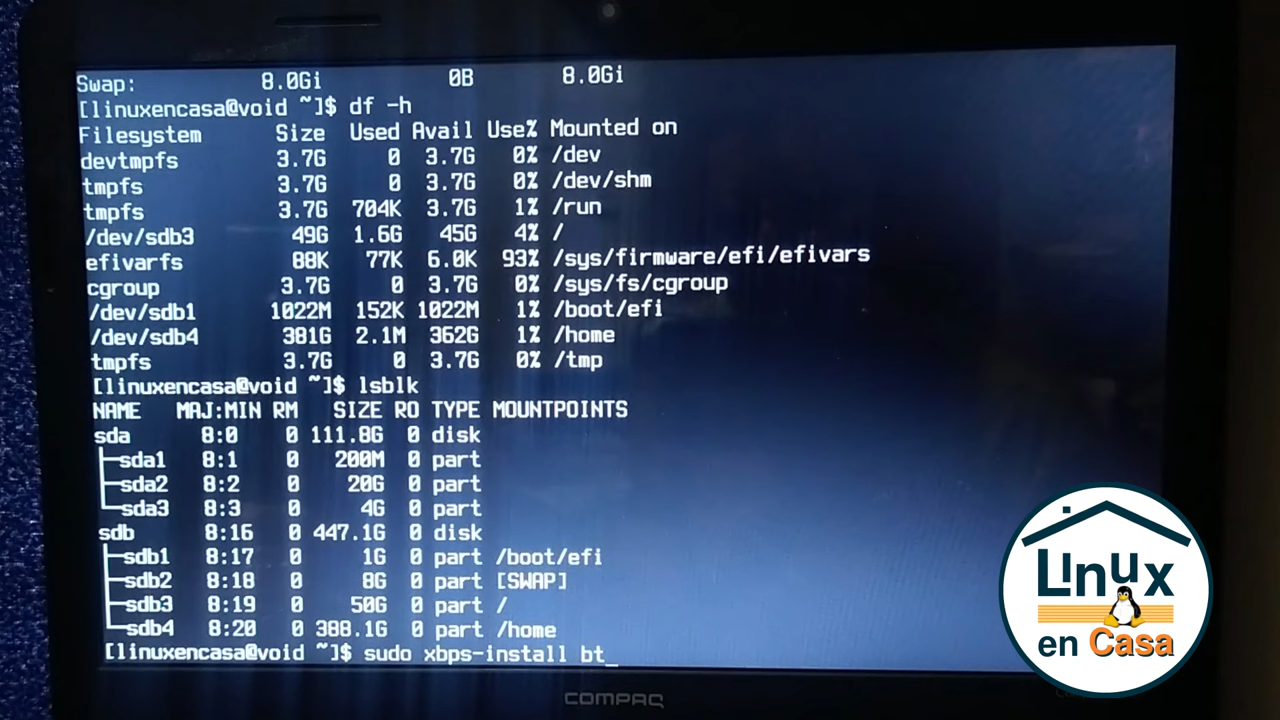 Swap: 8.0Gi 0B 8.0Gi
[linuxencasa@void ~]$ df -h
Filesystem Size Used Avail Use% Mounted on
devtmpfs 3.7G 0 3.7G 0% /dev
tmpfs 3.7G 0 3.7G 0% /dev/shm
tmpfs 3.7G 704K 3.7G 1% /run
/dev/sdb3 49G 1.6G 45G 4% /
efivarfs 88K 77K 6.0K 93% /sys/firmware/efi/efivars
cgroup 3.7G 0 3.7G 0% /sys/fs/cgroup
/dev/sdb1 1022M 152K 1022M 1% /boot/efi
/dev/sdb4 381G 2.1M 362G 1% /home
tmpfs 3.7G 0 3.7G 0% /tmp
[linuxencasa@void ~]$ lsblk
NAME MAJ:MIN RM SIZE RO TYPE MOUNTPOINTS
sda 8:0 0 111.8G 0 disk
├─sda1 8:1 0 200M 0 part
├─sda2 8:2 0 20G 0 part
└─sda3 8:3 0 4G 0 part
sdb 8:16 0 447.1G 0 disk
├─sdb1 8:17 0 1G 0 part /boot/efi
├─sdb2 8:18 0 8G 0 part [SWAP]
├─sdb3 8:19 0 50G 0 part /
└─sdb4 8:20 0 388.1G 0 part /home
[linuxencasa@void ~]$ sudo xbps-install bt_
COMPAQ
Linux
en Casa